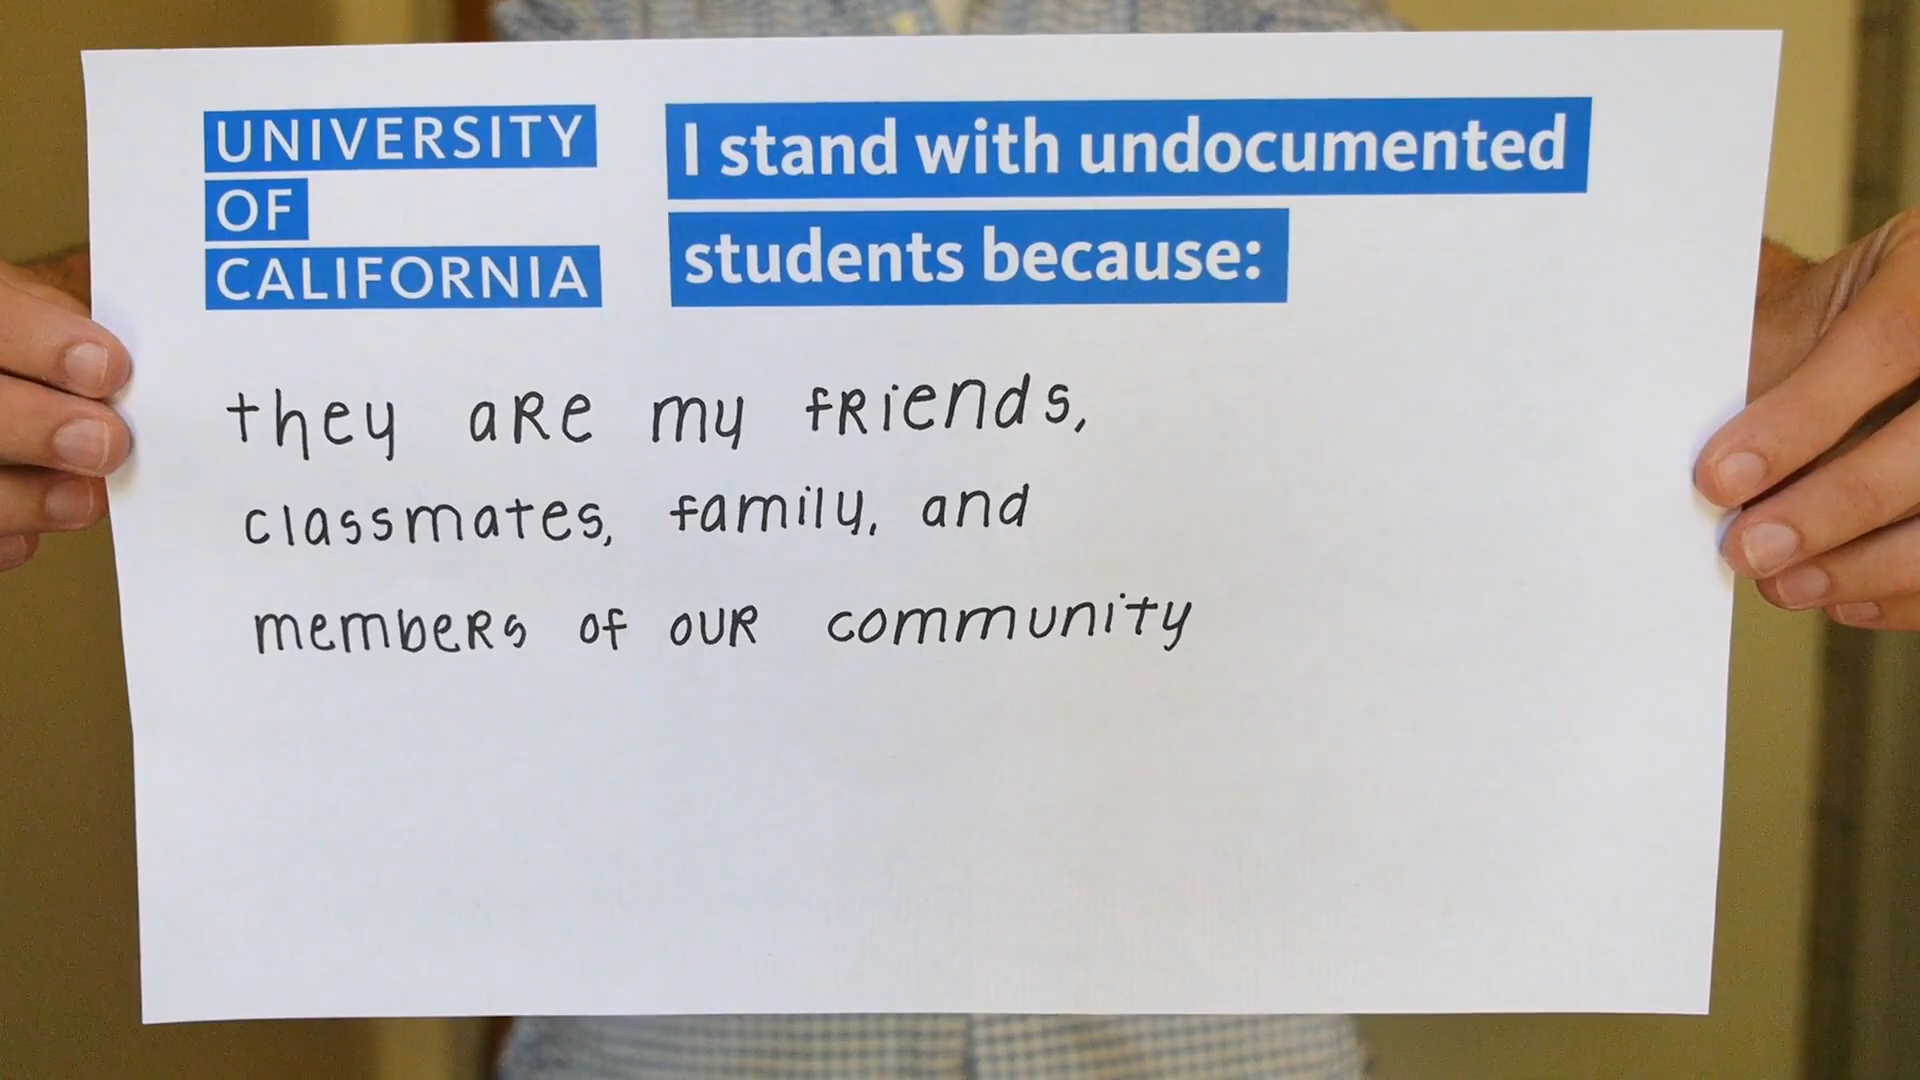 UNIVERSITY
OF
CALIFORNIA
I stand with undocumented
students because:
they aRe my fRiends,
classmates, family, and
membeRs of ouR community